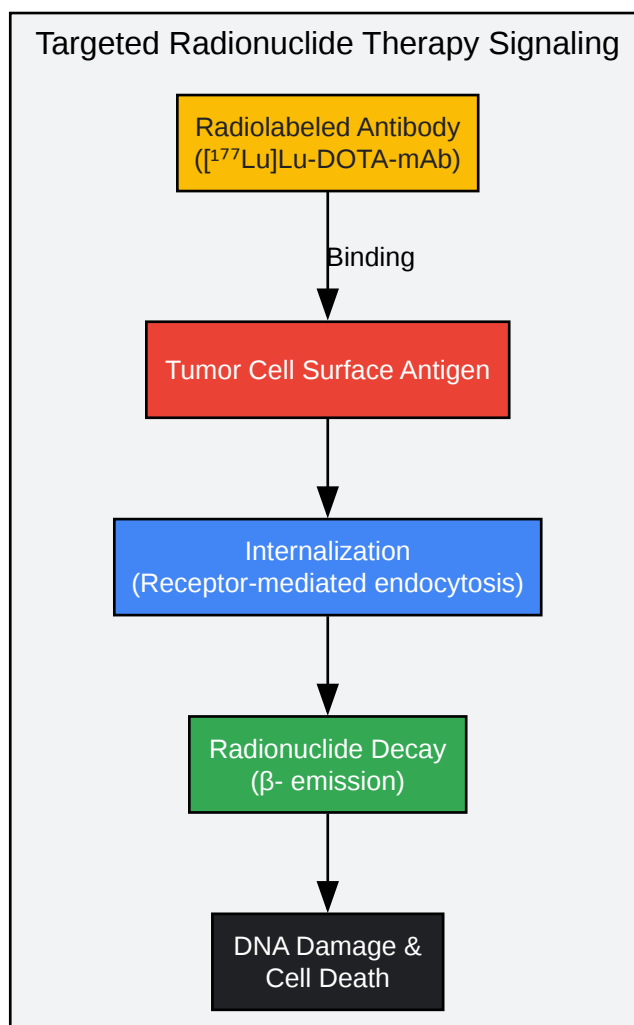 Targeted Radionuclide Therapy Signaling
Radiolabeled Antibody
([¹⁷⁷Lu]Lu-DOTA-mAb)
Binding
Tumor Cell Surface Antigen
Internalization
(Receptor-mediated endocytosis)
Radionuclide Decay
(β- emission)
DNA Damage &
Cell Death